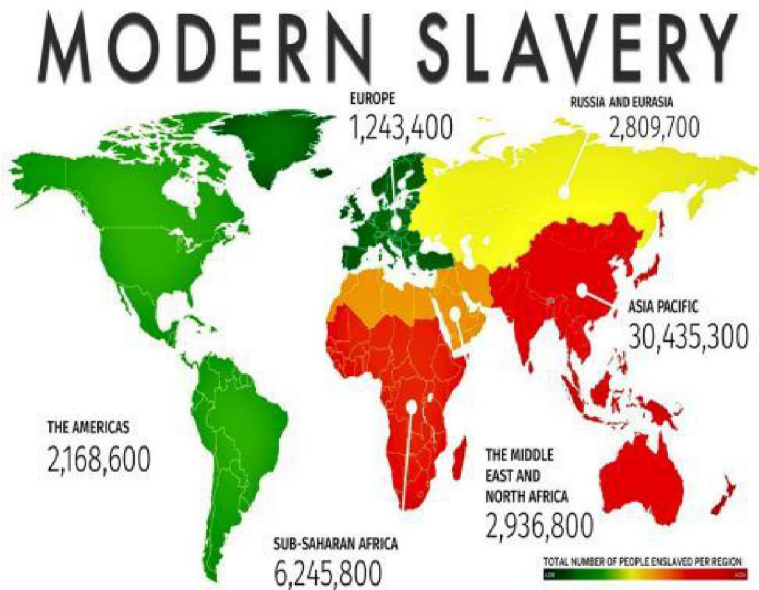 MODERN SLAVERY
EUROPE
1,243,400
RUSSIA AND EURASIA
2,809,700
ASIA PACIFIC
30,435,300
THE AMERICAS
2,168,600
THE MIDDLE
EAST AND
NORTH AFRICA
2,936,800
SUB-SAHARAN AFRICA
6,245,800
TOTAL NUMBER OF PEOPLE ENSLAVED PER REGION